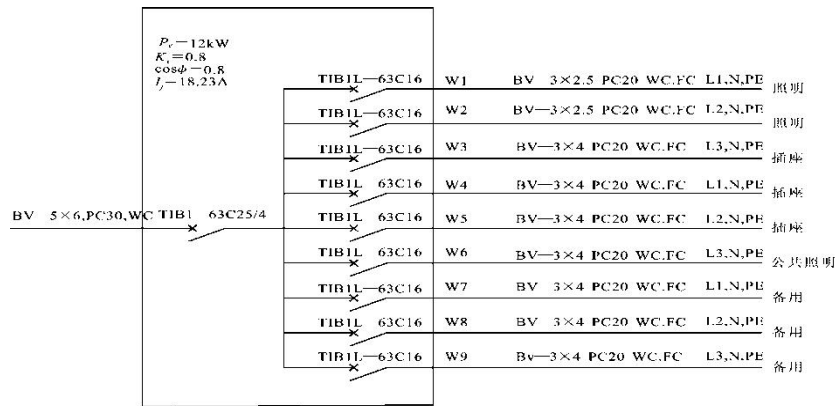 Pe—12kW
Kx=0.8
cosϕ—0.8
Ij—18.23A
TIB1L—63C16 W1 BV 3×2.5 PC20 WC.FC L1,N,PE 照明
TIB1L—63C16 W2 BV—3×2.5 PC20 WC.FC L2,N,PE 照明
TIB1L 63C16 W3 BV—3×4 PC20 WC.FC L3,N,PE 插座
TIB1L 63C16 W4 BV—3×4 PC20 WC.FC L1,N,PE 插座
BV 5×6,PC30,WC TIB1 63C25/4
TIB1L—63C16 W5 BV—3×4 PC20 WC.FC L2,N,PE 插座
TIB1L 63C16 W6 BV—3×4 PC20 WC.FC L3,N,PE 公共照明
TIB1L 63C16 W7 BV 3×4 PC20 WC.FC L1,N,PE 备用
TIB1L 63C16 W8 BV 3×4 PC20 WC.FC L2,N,PE 备用
TIB1L—63C16 W9 Bv—3×4 PC20 WC.FC L3,N,PE 备用